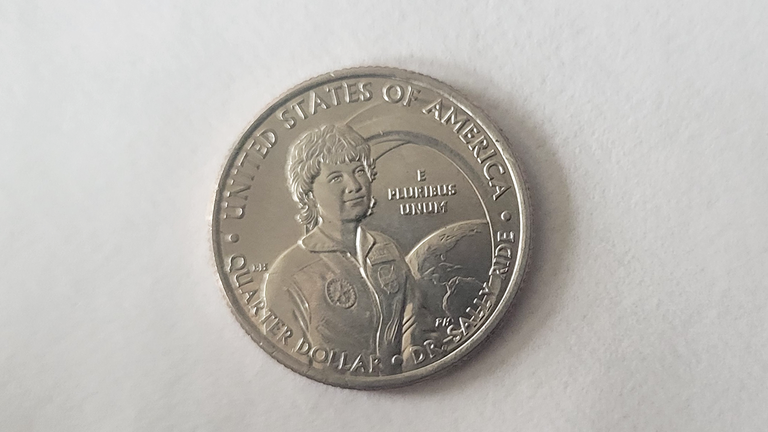 UNITED STATES OF AMERICA
E
PLURIBUS
UNUM
QUARTER DOLLAR • DR. SALLY RIDE